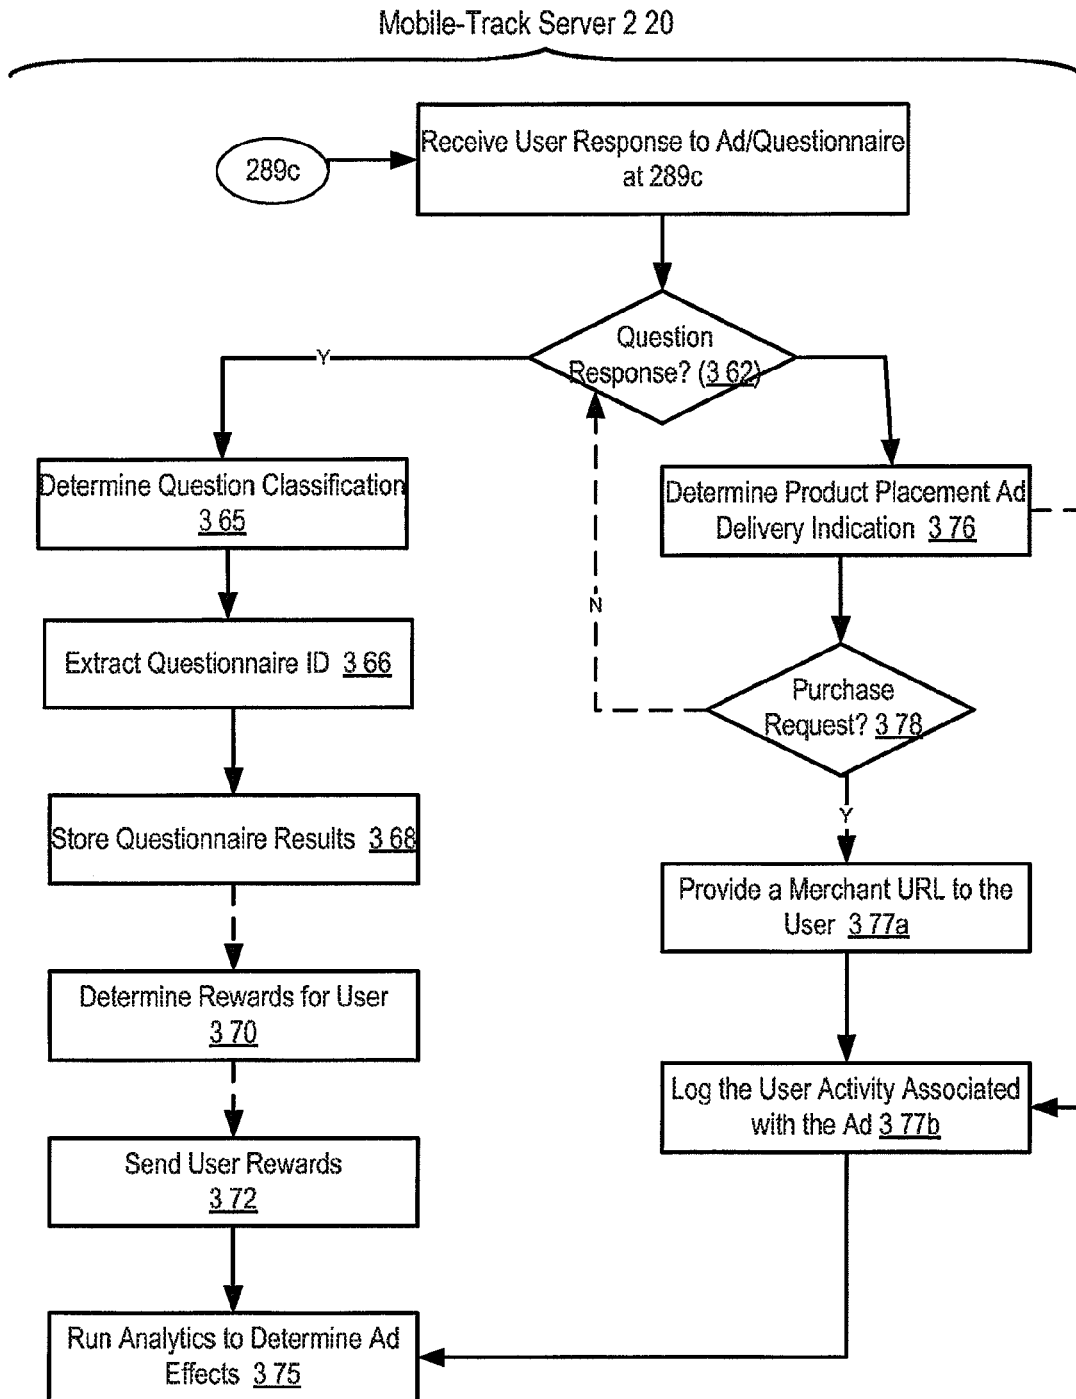 Mobile-Track Server 2 20
289c
Receive User Response to Ad/Questionnaire
at 289c
Question
Response? (3 62)
Y
Determine Question Classification
3 65
Determine Product Placement Ad
Delivery Indication 3 76
N
Extract Questionnaire ID 3 66
Purchase
Request? 3 78
Y
Store Questionnaire Results 3 68
Provide a Merchant URL to the
User 3 77a
Determine Rewards for User
3 70
Log the User Activity Associated
with the Ad 3 77b
Send User Rewards
3 72
Run Analytics to Determine Ad
Effects 3 75